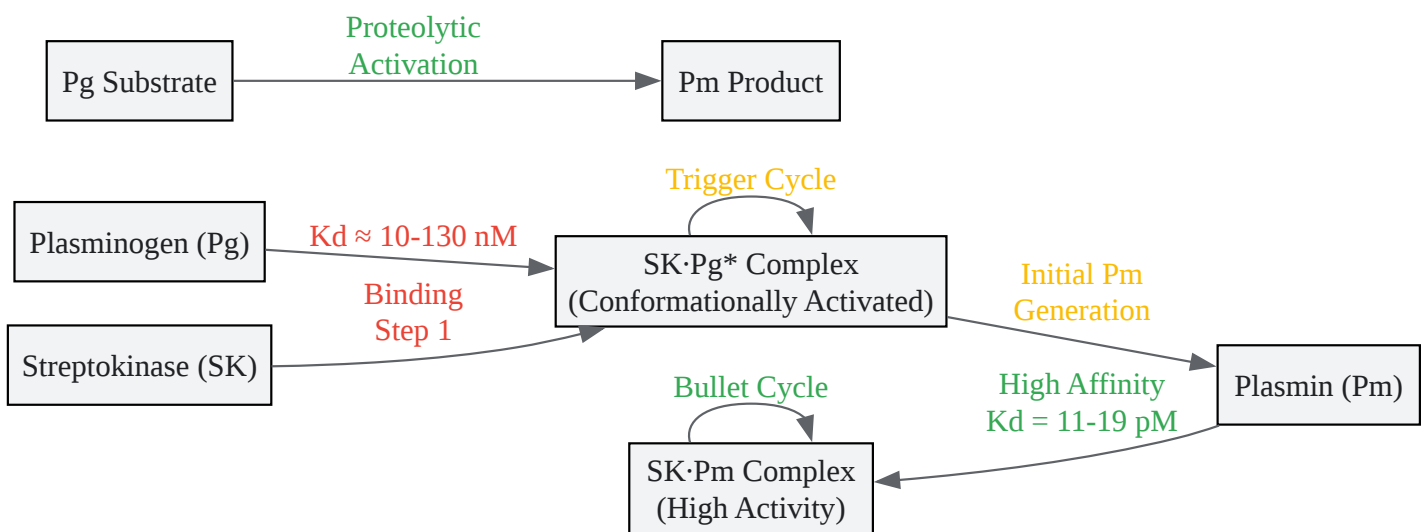 Proteolytic
Activation
Pg Substrate
Pm Product
Trigger Cycle
Plasminogen (Pg)
Kd ≈ 10-130 nM
SK·Pg* Complex
(Conformationally Activated)
Initial Pm
Generation
Binding
Step 1
Streptokinase (SK)
Bullet Cycle
High Affinity
Kd = 11-19 pM
Plasmin (Pm)
SK·Pm Complex
(High Activity)